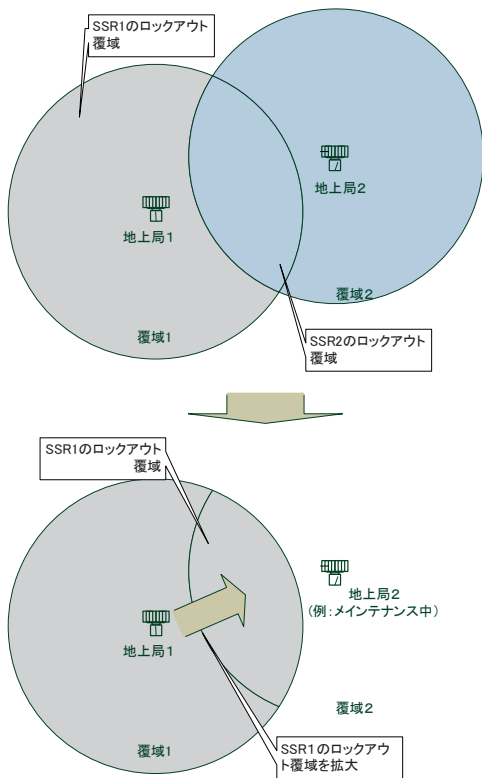 SSR1のロックアウト
覆域
地上局2
地上局1
覆域2
覆域1
SSR2のロックアウト
覆域
SSR1のロックアウト
覆域
地上局2
(例:メインテナンス中)
地上局1
覆域2
覆域1
SSR1のロックアウ
ト覆域を拡大